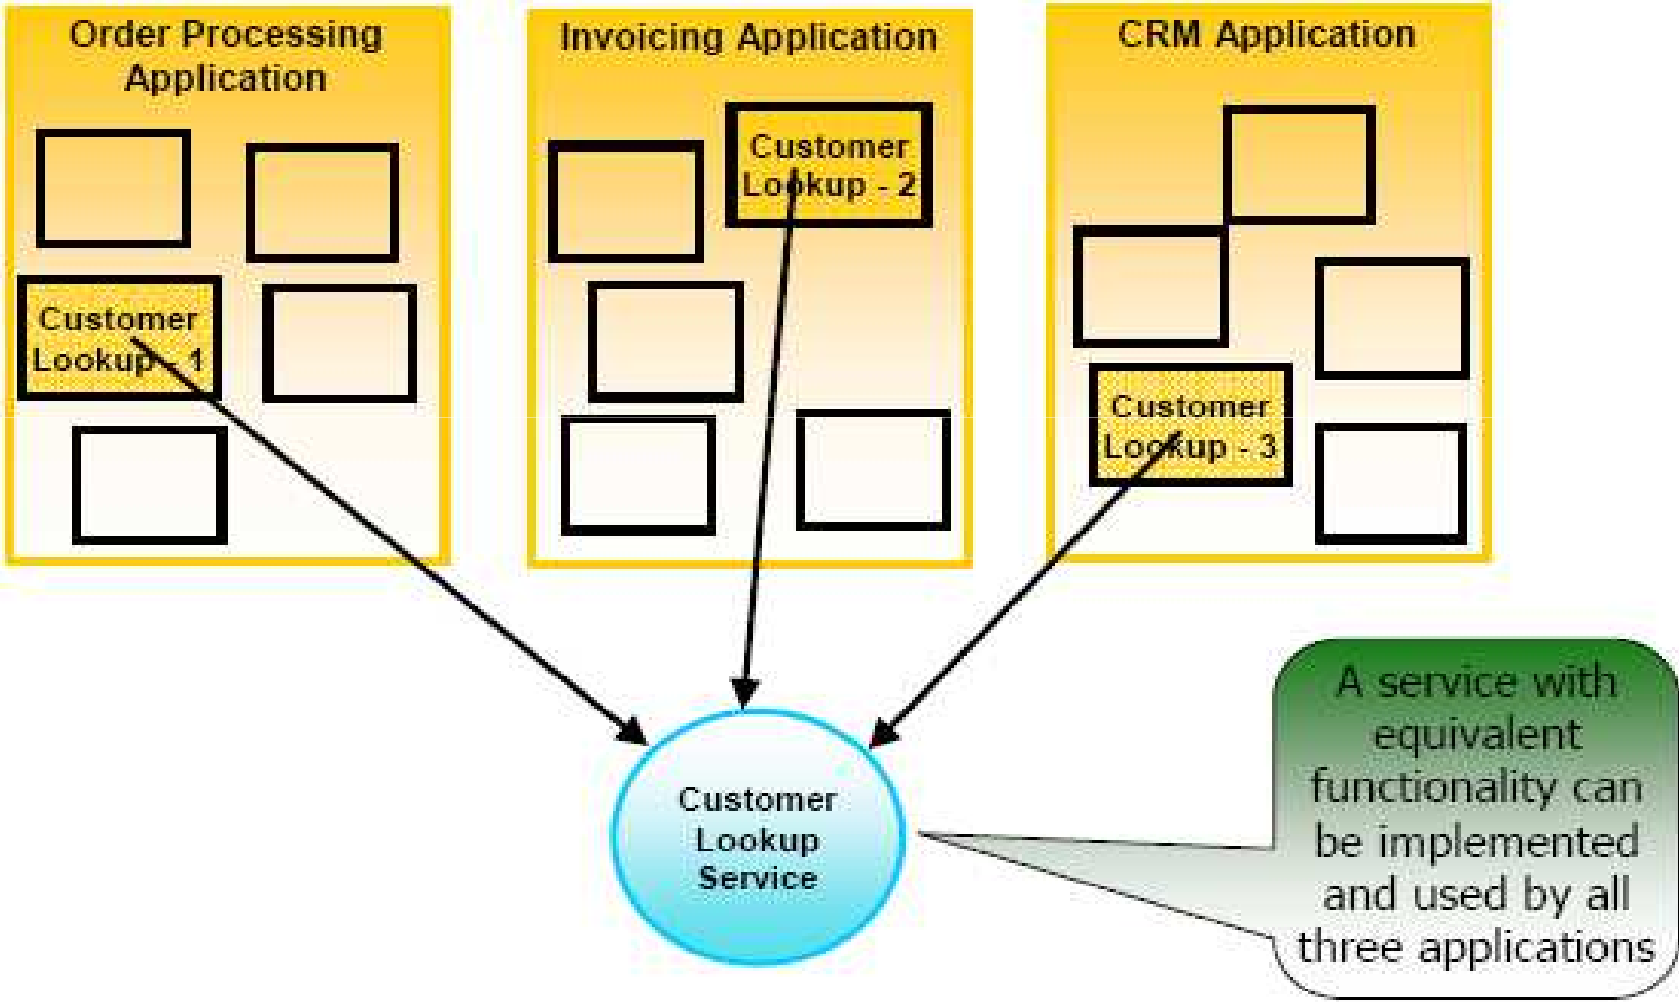 Order Processing
Application
Invoicing Application
CRM Application
Customer
Lookup - 1
Customer
Lookup - 2
Customer
Lookup - 3
Customer
Lookup
Service
A service with
equivalent
functionality can
be implemented
and used by all
three applications